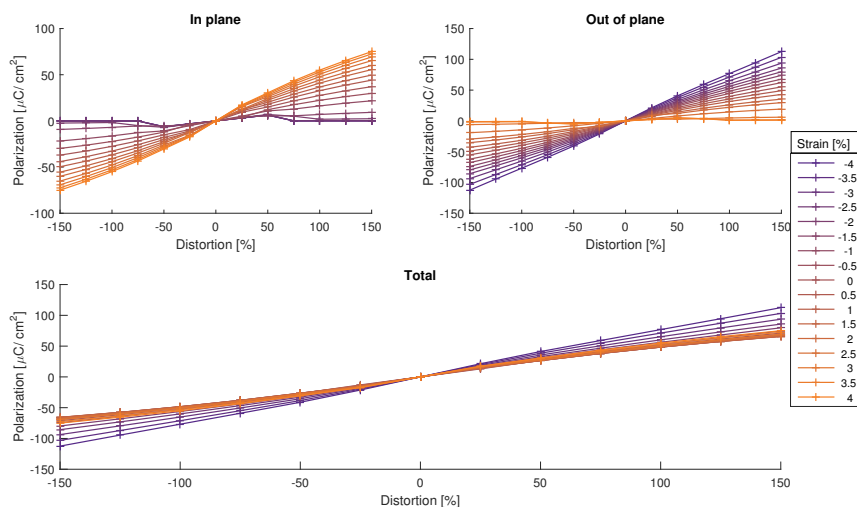 In plane
Polarization [μC/ cm²]
100
50
0
-50
-100
-150 -100 -50 0 50 100 150
Distortion [%]
Out of plane
Polarization [μC/ cm²]
150
100
50
0
-50
-100
-150
-150 -100 -50 0 50 100 150
Distortion [%]
Total
Polarization [μC/ cm²]
150
100
50
0
-50
-100
-150
-150 -100 -50 0 50 100 150
Distortion [%]
Strain [%]
-4
-3.5
-3
-2.5
-2
-1.5
-1
-0.5
0
0.5
1
1.5
2
2.5
3
3.5
4